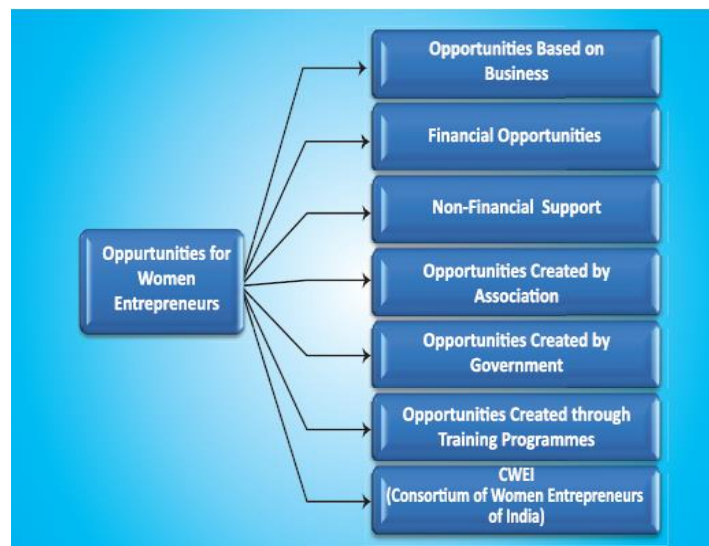 Opportunities Based on
Business
Financial Opportunities
Non-Financial Support
Oppurtunities for
Women
Entrepreneurs
Opportunities Created by
Association
Opportunities Created by
Government
Opportunities Created through
Training Programmes
CWEI
(Consortium of Women Entrepreneurs
of India)